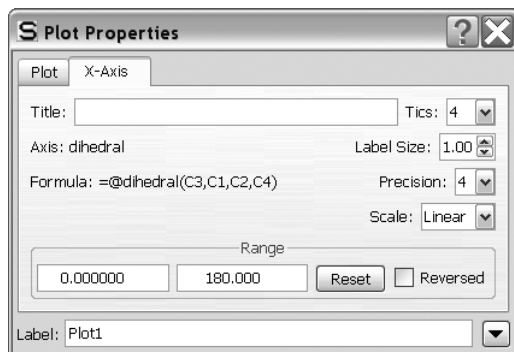 S Plot Properties ?
Plot X-Axis
Title: Tics: 4
Axis: dihedral Label Size: 1.00
Formula: =@dihedral(C3,C1,C2,C4) Precision: 4
Scale: Linear
Range
0.000000 180.000 Reset Reversed
Label: Plot1